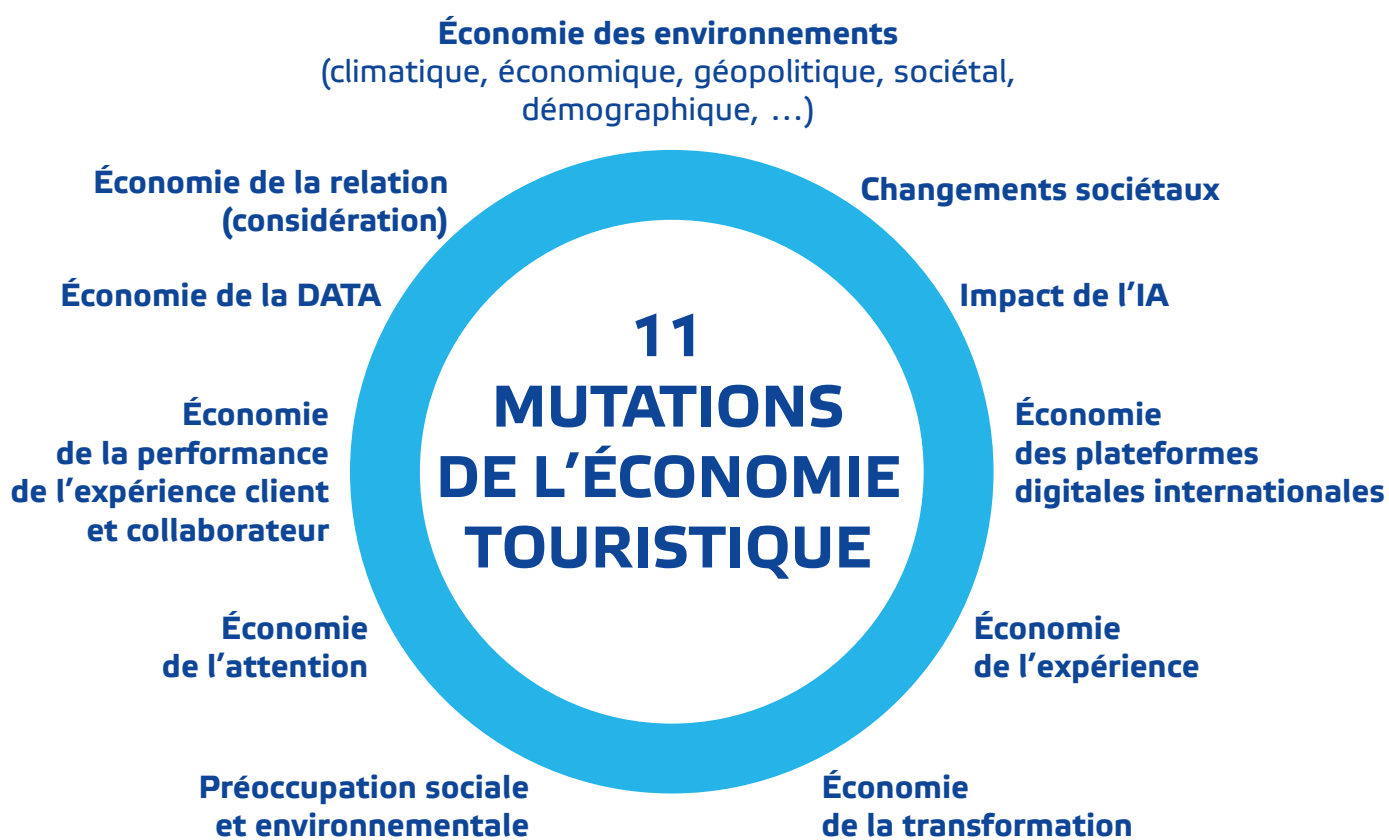 Économie des environnements
(climatique, économique, géopolitique, sociétal,
démographique, ...)
Économie de la relation
(considération)
Changements sociétaux
Économie de la DATA
Impact de l’IA
11
MUTATIONS
DE L’ÉCONOMIE
TOURISTIQUE
Économie
de la performance
de l’expérience client
et collaborateur
Économie
des plateformes
digitales internationales
Économie
de l’attention
Économie
de l’expérience
Préoccupation sociale
et environnementale
Économie
de la transformation